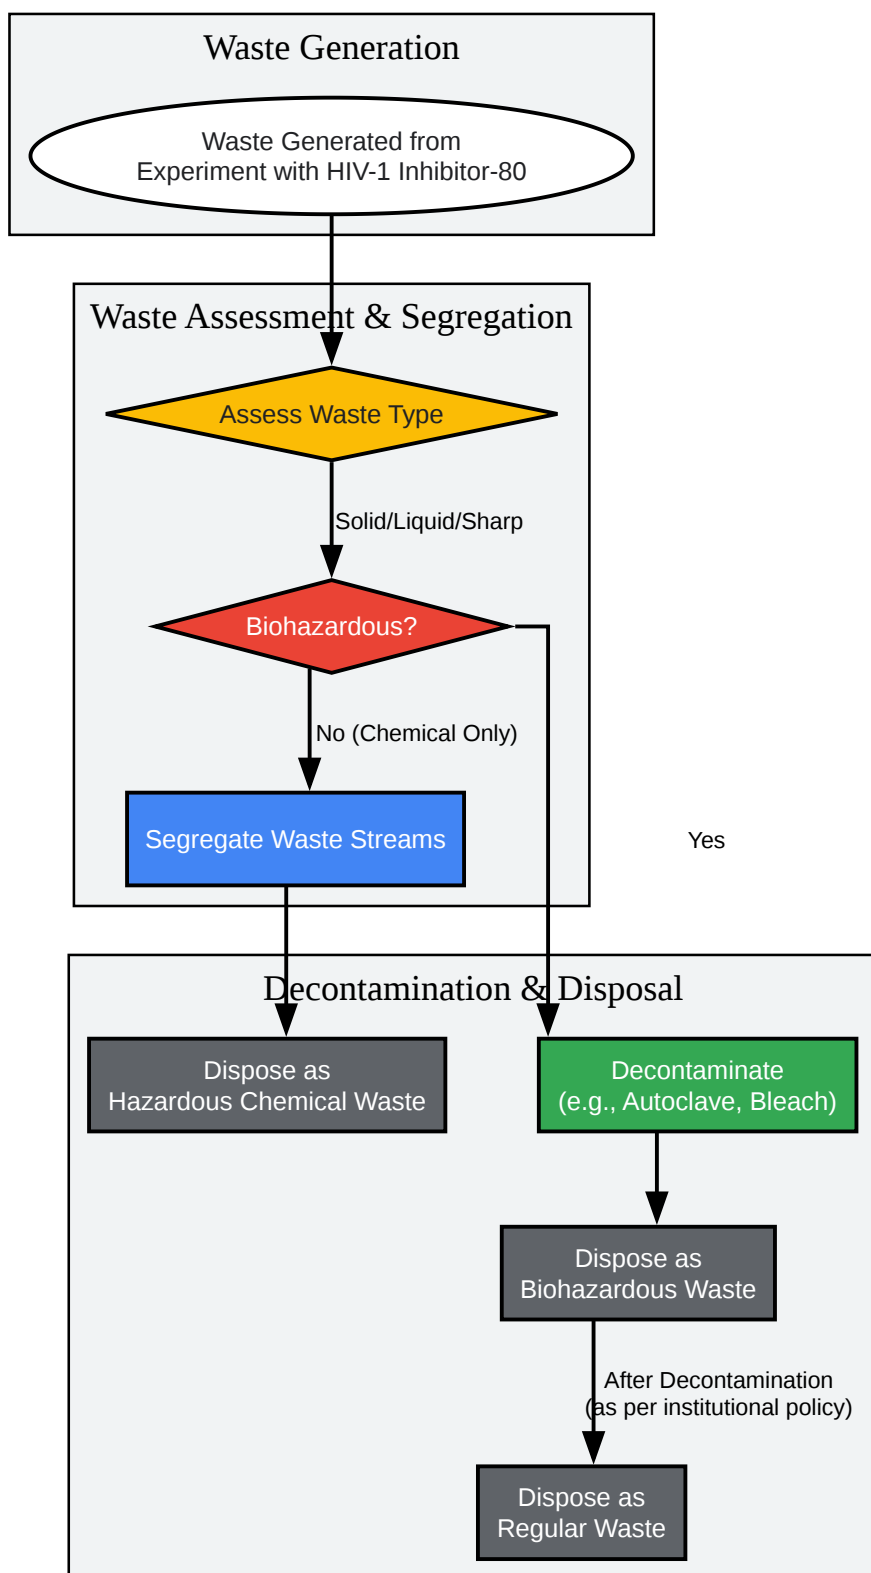 Waste Generation
Waste Generated from
Experiment with HIV-1 Inhibitor-80
Waste Assessment & Segregation
Assess Waste Type
Solid/Liquid/Sharp
Biohazardous?
No (Chemical Only)
Segregate Waste Streams
Yes
Decontamination & Disposal
Dispose as
Hazardous Chemical Waste
Decontaminate
(e.g., Autoclave, Bleach)
Dispose as
Biohazardous Waste
After Decontamination
(as per institutional policy)
Dispose as
Regular Waste